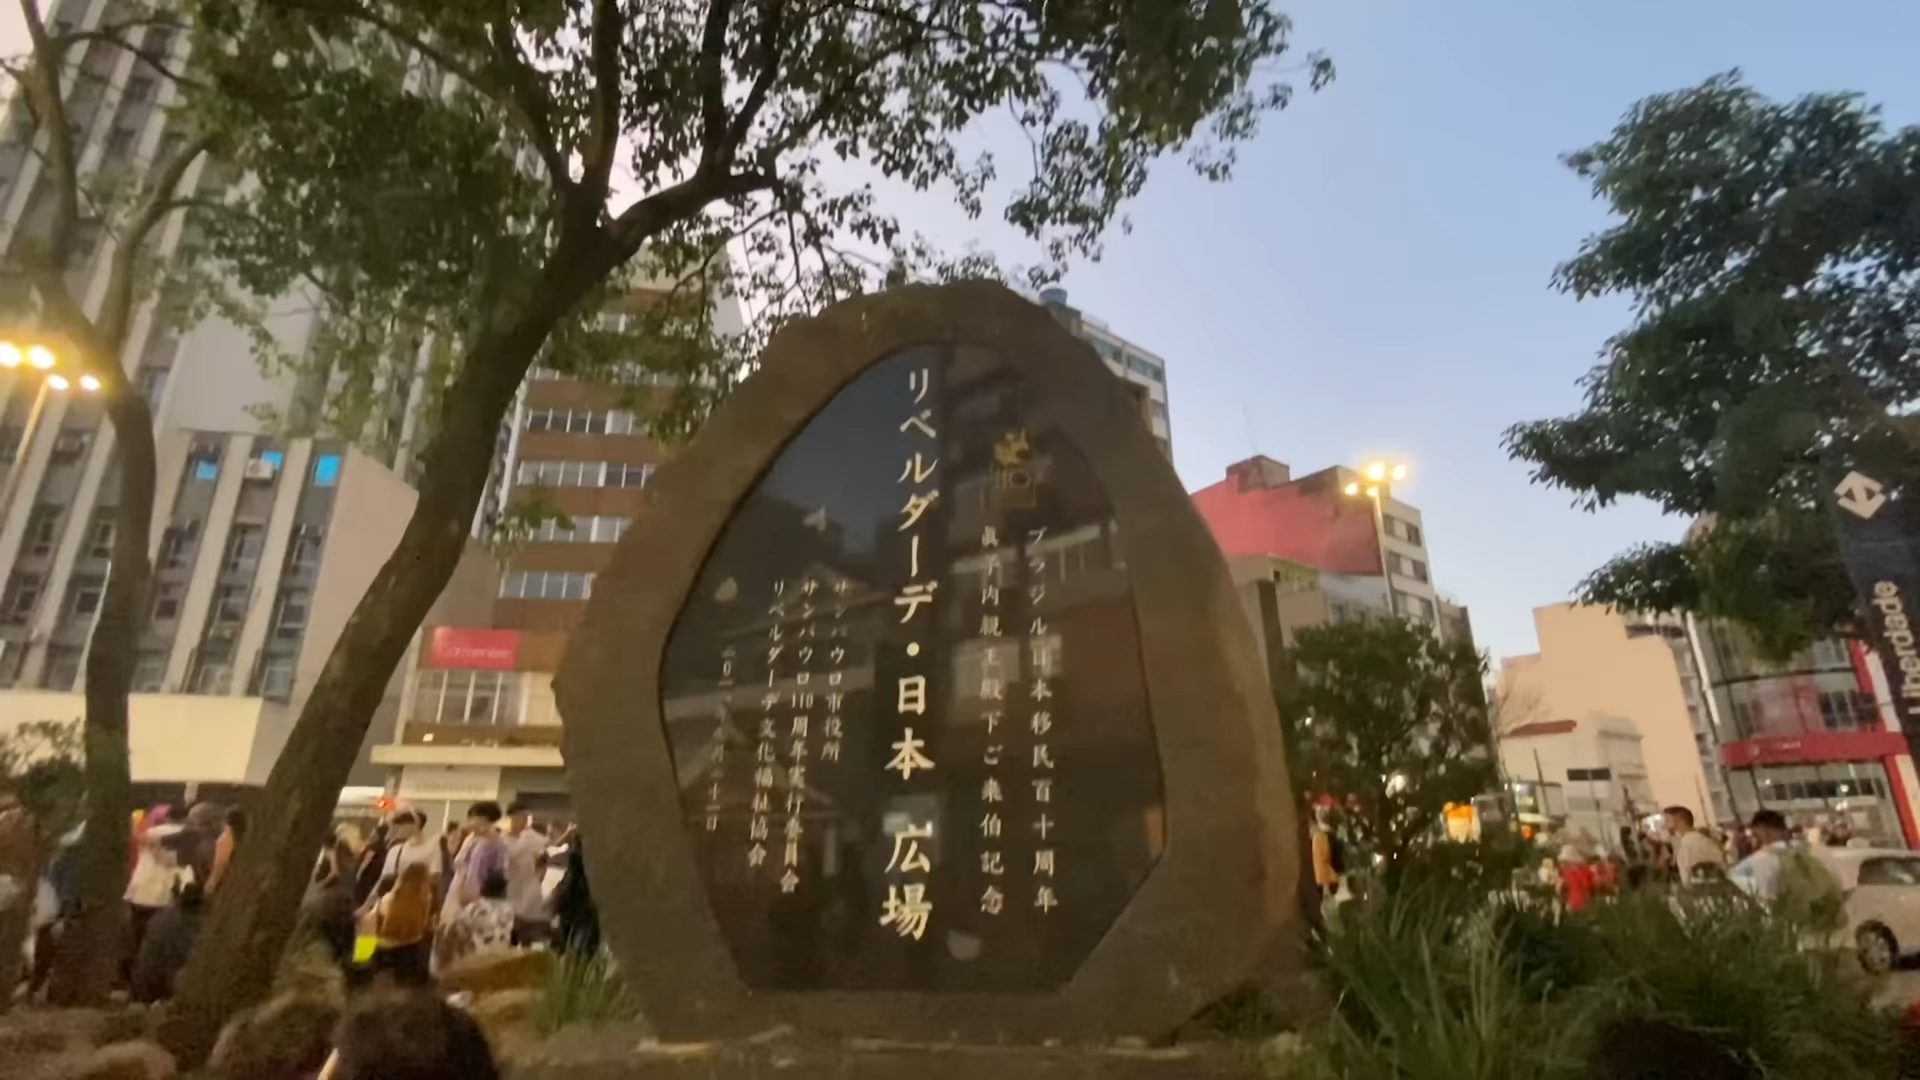 リベルダーデ・日本 広場
110
ブラジル日本移民百十周年
眞子内親王殿下ご来伯記念
サンパウロ市役所
サンパウロ110周年実行委員会
リベルダーデ文化福祉協会
Liberdade